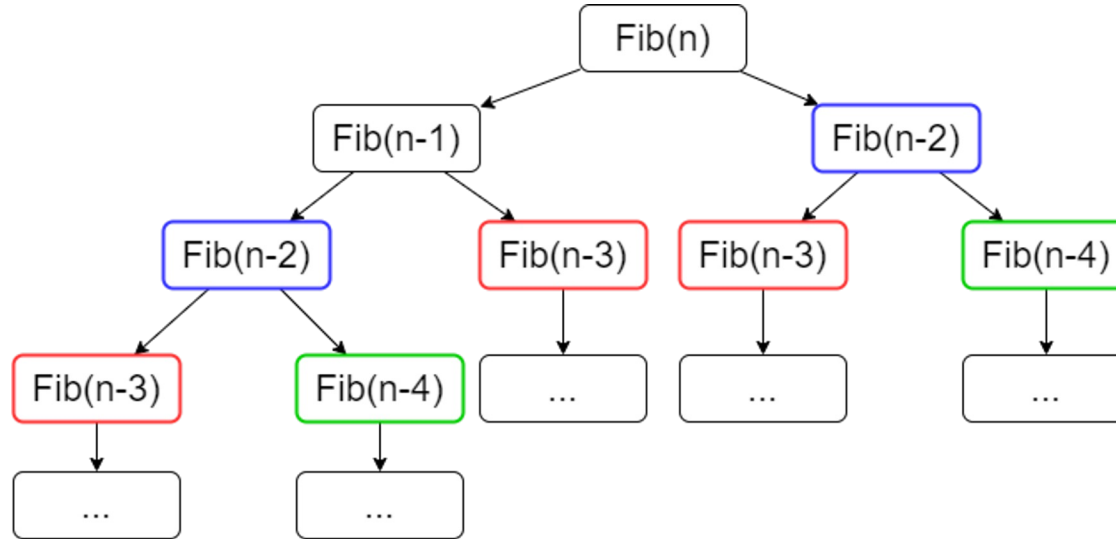 Fib(n)
Fib(n-1)
Fib(n-2)
Fib(n-2)
Fib(n-3)
Fib(n-3)
Fib(n-4)
Fib(n-3)
Fib(n-4)
...
...
...
...
...